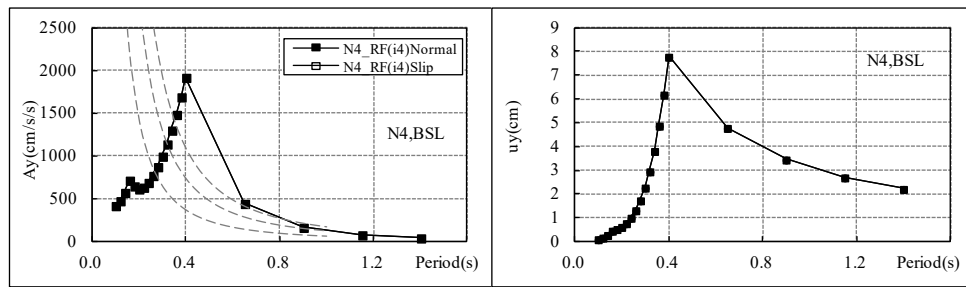 2500
2000
1500
1000
500
0
Ay(cm/s/s)
N4_RF(i4)Normal
N4_RF(i4)Slip
N4,BSL
0.0 0.4 0.8 1.2 Period(s)
9
8
7
6
5
4
3
2
1
0
uy(cm)
N4,BSL
0.0 0.4 0.8 1.2 Period(s)